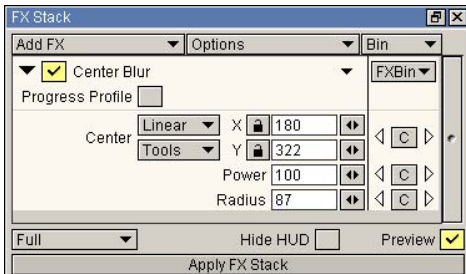 FX Stack
Add FX Options Bin
Center Blur FXBin
Progress Profile
Center Linear X 180 C
Tools Y 322
Power 100 C
Radius 87 C
Full Hide HUD Preview
Apply FX Stack